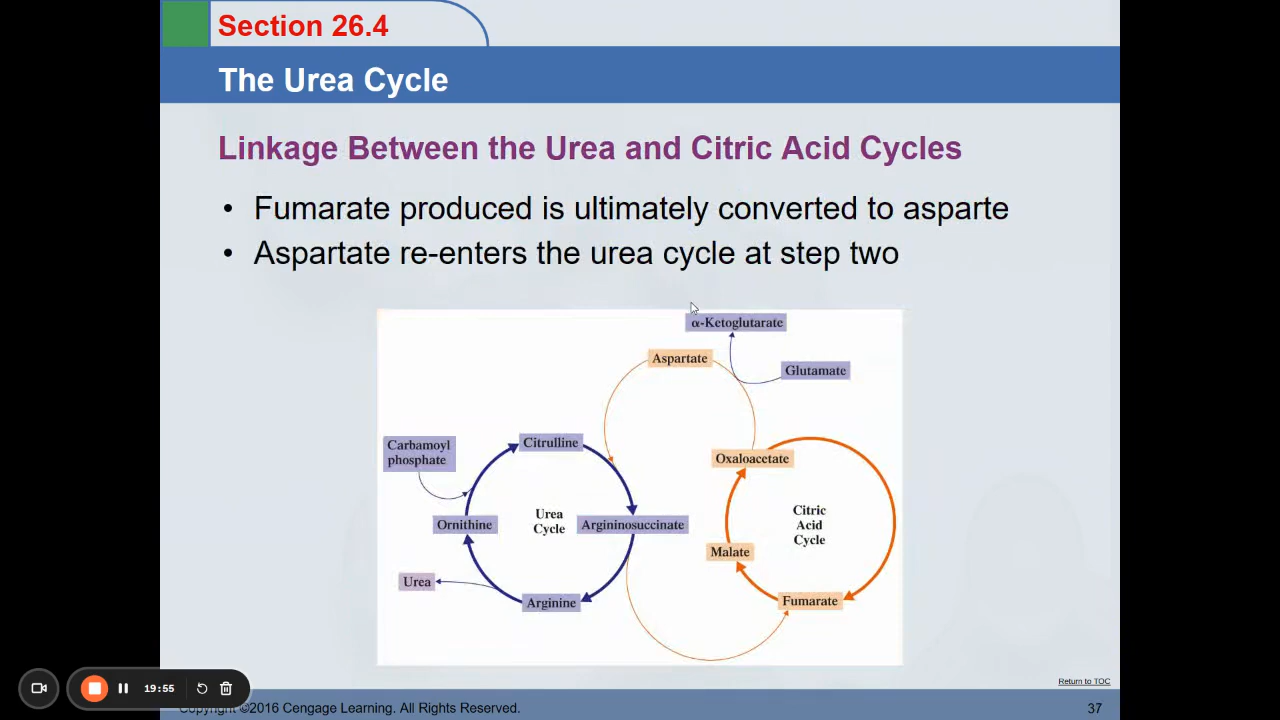 Section 26.4
The Urea Cycle
Linkage Between the Urea and Citric Acid Cycles
• Fumarate produced is ultimately converted to asparte
• Aspartate re-enters the urea cycle at step two
α-Ketoglutarate
Aspartate
Glutamate
Carbamoyl
phosphate
Citrulline
Oxaloacetate
Urea
Cycle
Citric
Acid
Cycle
Ornithine
Argininosuccinate
Malate
Urea
Arginine
Fumarate
Return to TOC
19:55
Copyright ©2016 Cengage Learning. All Rights Reserved.
37